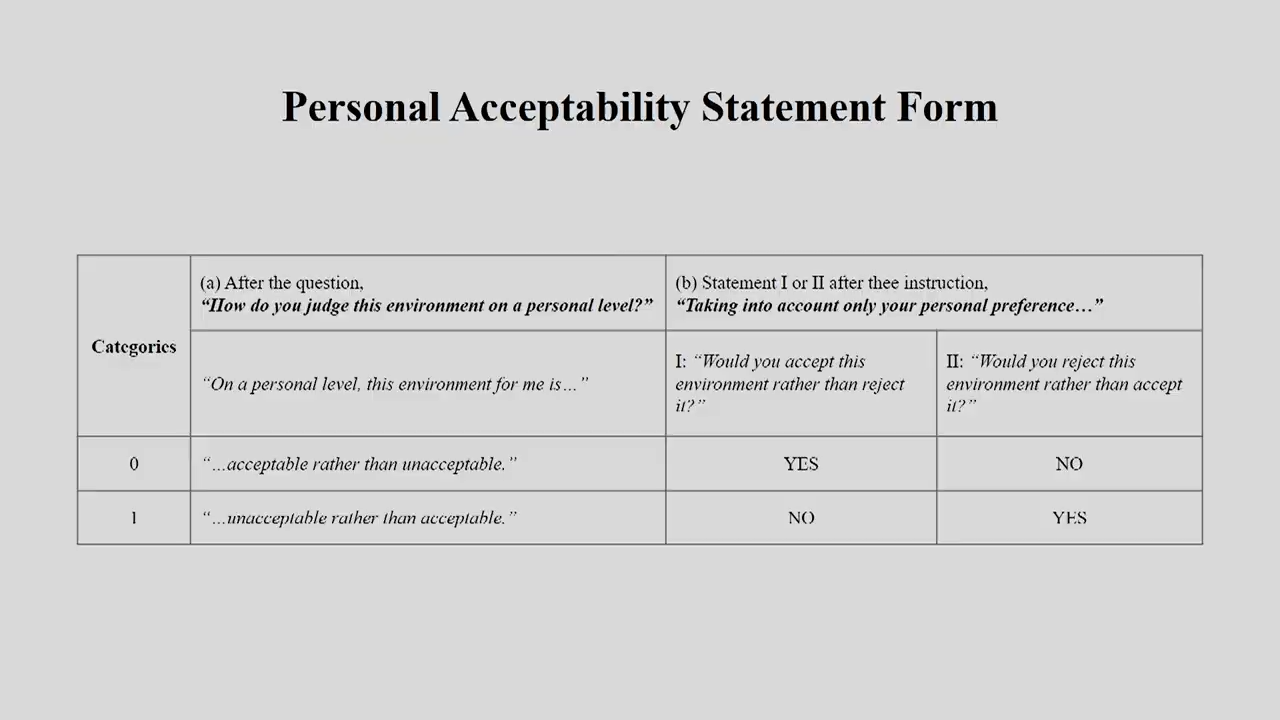 Personal Acceptability Statement Form
Categories
(a) After the question,
“How do you judge this environment on a personal level?”
(b) Statement I or II after thee instruction,
“Taking into account only your personal preference…”
“On a personal level, this environment for me is…”
I: “Would you accept this
environment rather than reject
it?”
II: “Would you reject this
environment rather than accept
it?”
0
“…acceptable rather than unacceptable.”
YES
NO
1
“…unacceptable rather than acceptable.”
NO
YES